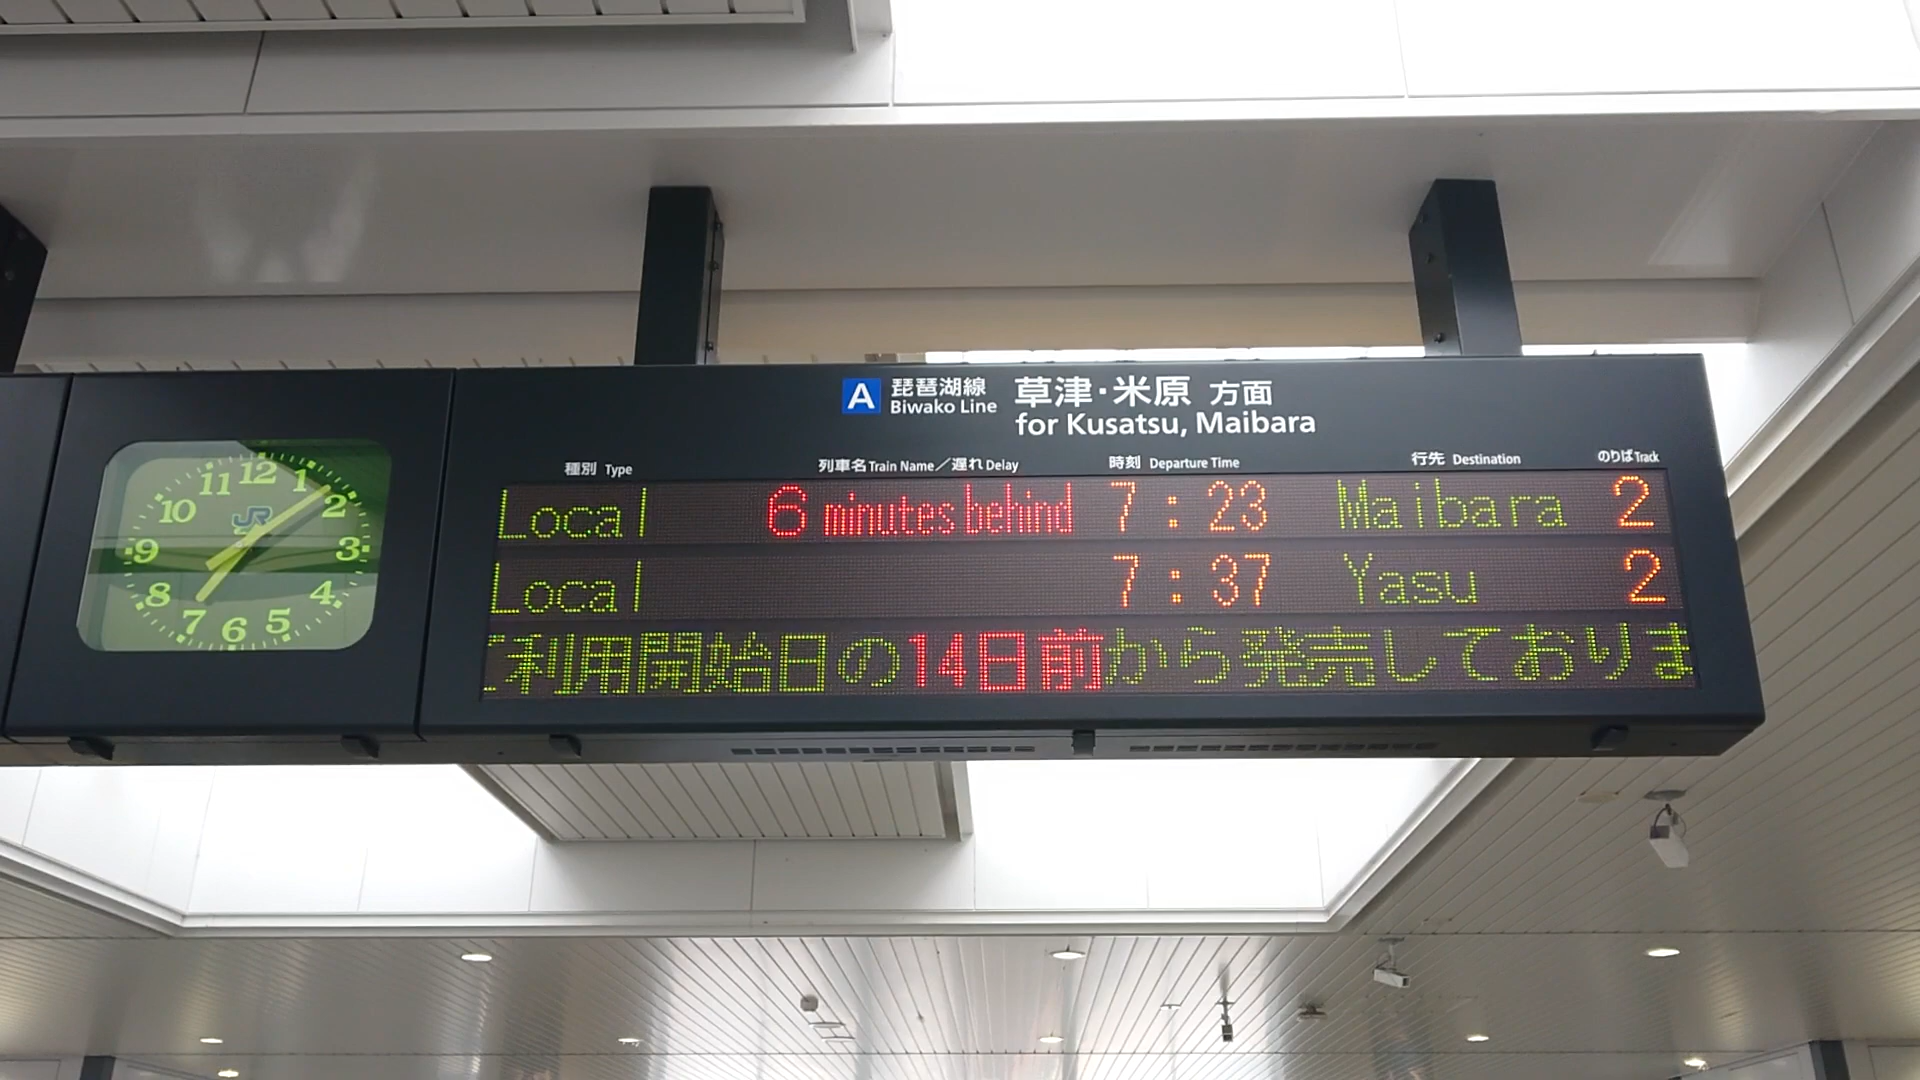 A 琵琶湖線 草津・米原 方面
Biwako Line for Kusatsu, Maibara
種別 Type 列車名 Train Name／遅れ Delay 時刻 Departure Time 行先 Destination のりば Track
Local 6 minutes behind 7:23 Maibara 2
Local 7:37 Yasu 2
利用開始日の14日前から発売しておりま
JR
12
1
2
3
4
5
6
7
8
9
10
11